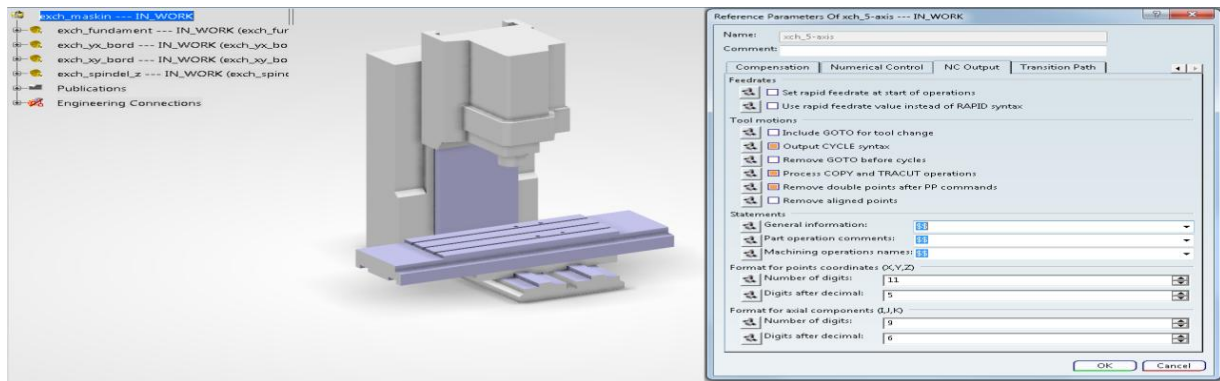 exch_maskin --- IN_WORK
exch_fundament --- IN_WORK (exch_fur
exch_yx_bord --- IN_WORK (exch_yx_bo
exch_xy_bord --- IN_WORK (exch_xy_bo
exch_spindel_z --- IN_WORK (exch_spinc
Publications
Engineering Connections
Reference Parameters Of xch_5-axis --- IN_WORK
Name: xch_5-axis
Comment:
Compensation Numerical Control NC Output Transition Path
Feedrates
Set rapid feedrate at start of operations
Use rapid feedrate value instead of RAPID syntax
Tool motions
Include GOTO for tool change
Output CYCLE syntax
Remove GOTO before cycles
Process COPY and TRACUT operations
Remove double points after PP commands
Remove aligned points
Statements
General information: $$
Part operation comments: $$
Machining operations names: $$
Format for points coordinates (X,Y,Z)
Number of digits: 11
Digits after decimal: 5
Format for axial components (I,J,K)
Number of digits: 9
Digits after decimal: 6
OK Cancel